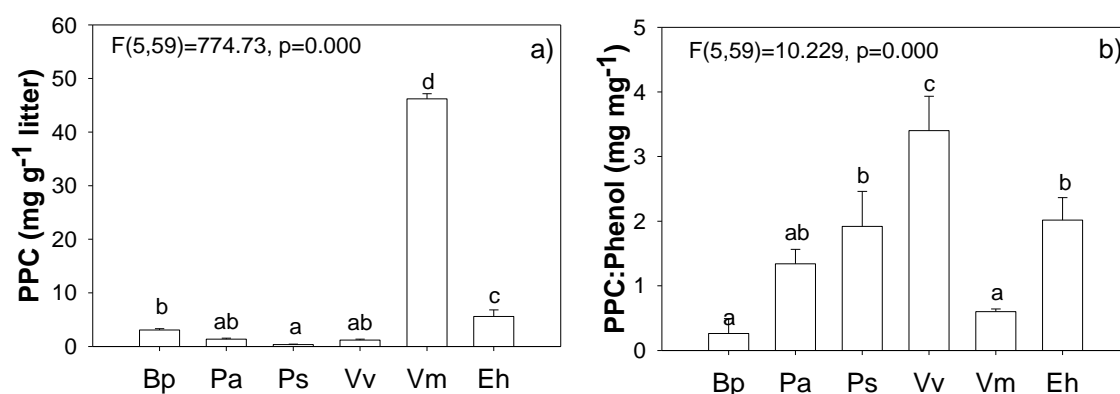 F(5,59)=774.73, p=0.000
a)
PPC (mg g⁻¹ litter)
60
50
40
30
20
10
0
b
ab
a
ab
d
c
Bp Pa Ps Vv Vm Eh
F(5,59)=10.229, p=0.000
b)
PPC:Phenol (mg mg⁻¹)
5
4
3
2
1
0
a
ab
b
c
a
b
Bp Pa Ps Vv Vm Eh